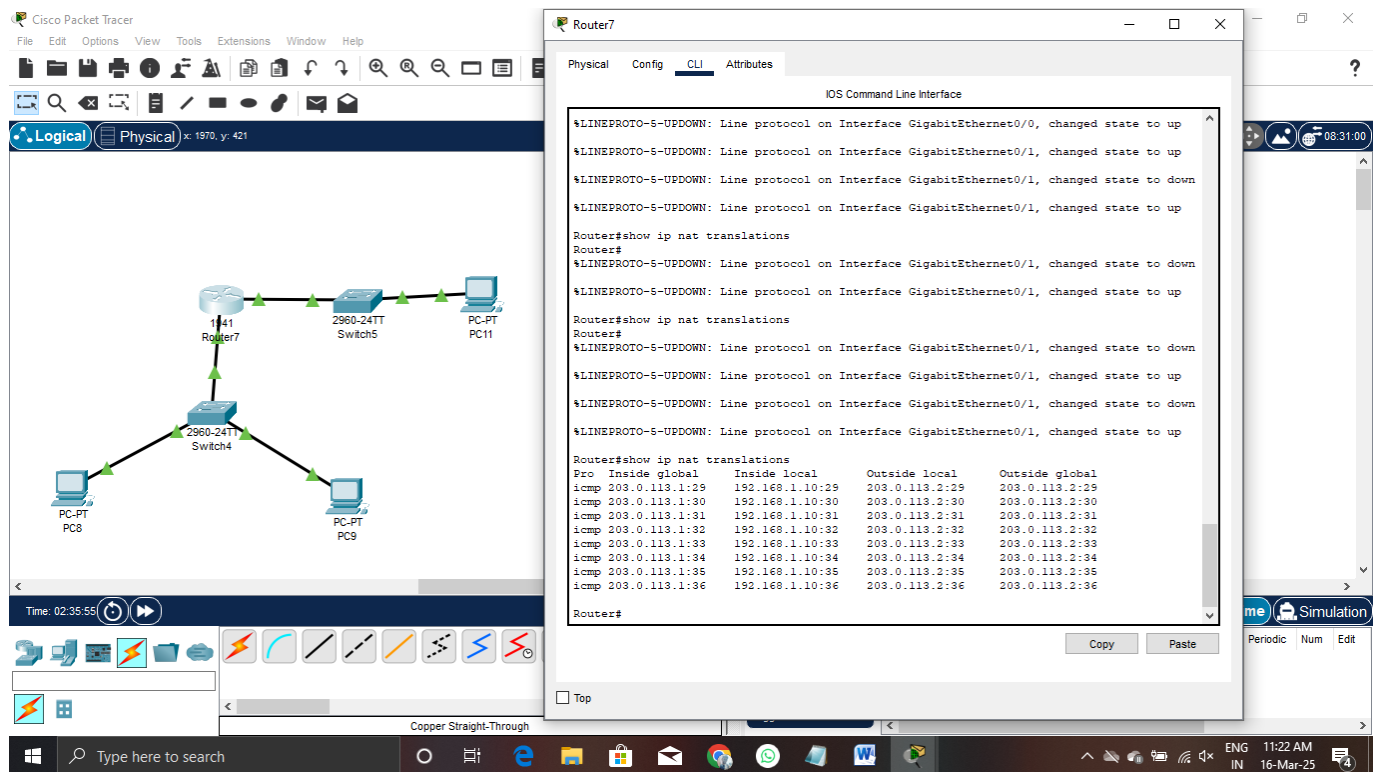 Cisco Packet Tracer
File Edit Options View Tools Extensions Window Help
Logical Physical x: 1970, y: 421
08:31:00
1941
Router7
2960-24TT
Switch5
PC-PT
PC11
2960-24TT
Switch4
PC-PT
PC8
PC-PT
PC9
Time: 02:35:55
me Simulation
Periodic Num Edit
Copper Straight-Through
Router7
Physical Config CLI Attributes
IOS Command Line Interface
%LINEPROTO-5-UPDOWN: Line protocol on Interface GigabitEthernet0/0, changed state to up
%LINEPROTO-5-UPDOWN: Line protocol on Interface GigabitEthernet0/1, changed state to up
%LINEPROTO-5-UPDOWN: Line protocol on Interface GigabitEthernet0/1, changed state to down
%LINEPROTO-5-UPDOWN: Line protocol on Interface GigabitEthernet0/1, changed state to up
Router#show ip nat translations
Router#
%LINEPROTO-5-UPDOWN: Line protocol on Interface GigabitEthernet0/1, changed state to down
%LINEPROTO-5-UPDOWN: Line protocol on Interface GigabitEthernet0/1, changed state to up
Router#show ip nat translations
Router#
%LINEPROTO-5-UPDOWN: Line protocol on Interface GigabitEthernet0/1, changed state to down
%LINEPROTO-5-UPDOWN: Line protocol on Interface GigabitEthernet0/1, changed state to up
%LINEPROTO-5-UPDOWN: Line protocol on Interface GigabitEthernet0/1, changed state to down
%LINEPROTO-5-UPDOWN: Line protocol on Interface GigabitEthernet0/1, changed state to up
Router#show ip nat translations
Pro Inside global Inside local Outside local Outside global
icmp 203.0.113.1:29 192.168.1.10:29 203.0.113.2:29 203.0.113.2:29
icmp 203.0.113.1:30 192.168.1.10:30 203.0.113.2:30 203.0.113.2:30
icmp 203.0.113.1:31 192.168.1.10:31 203.0.113.2:31 203.0.113.2:31
icmp 203.0.113.1:32 192.168.1.10:32 203.0.113.2:32 203.0.113.2:32
icmp 203.0.113.1:33 192.168.1.10:33 203.0.113.2:33 203.0.113.2:33
icmp 203.0.113.1:34 192.168.1.10:34 203.0.113.2:34 203.0.113.2:34
icmp 203.0.113.1:35 192.168.1.10:35 203.0.113.2:35 203.0.113.2:35
icmp 203.0.113.1:36 192.168.1.10:36 203.0.113.2:36 203.0.113.2:36
Router#
Copy Paste
Top
Type here to search
ENG 11:22 AM
IN 16-Mar-25
4